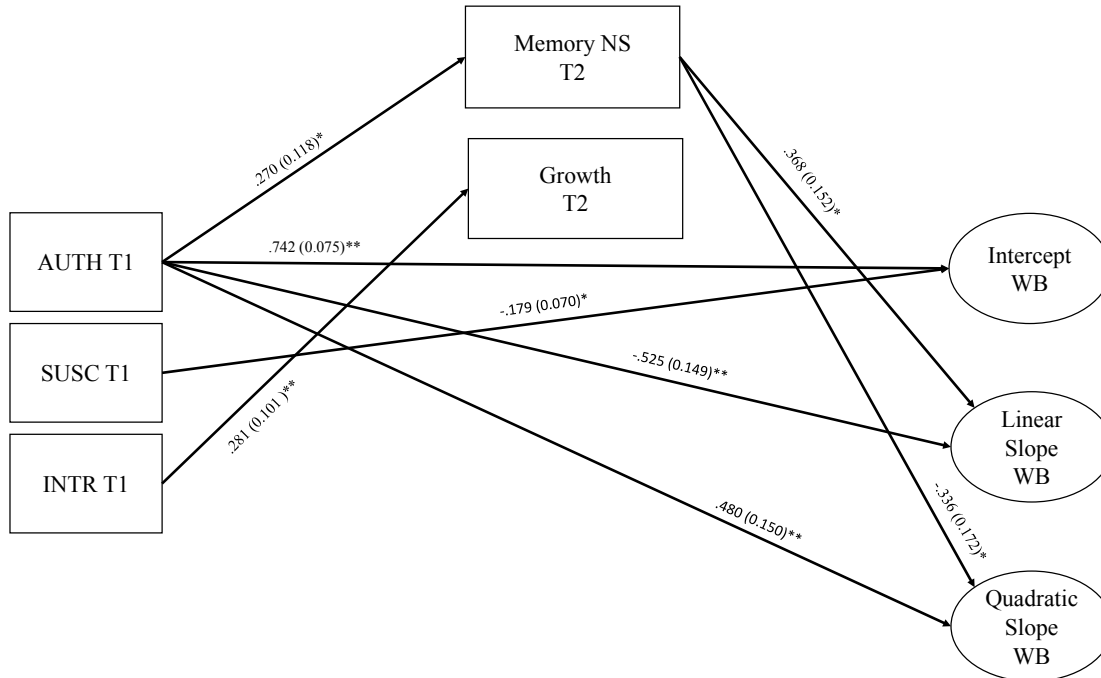 Memory NS
T2
.270 (0.118)*
.368 (0.152)*
Growth
T2
AUTH T1
.742 (0.075)**
Intercept
WB
-.179 (0.070)*
SUSC T1
-.525 (0.149)**
.281 (0.101 )**
Linear
Slope
WB
INTR T1
.480 (0.150)**
-.336 (0.172)*
Quadratic
Slope
WB